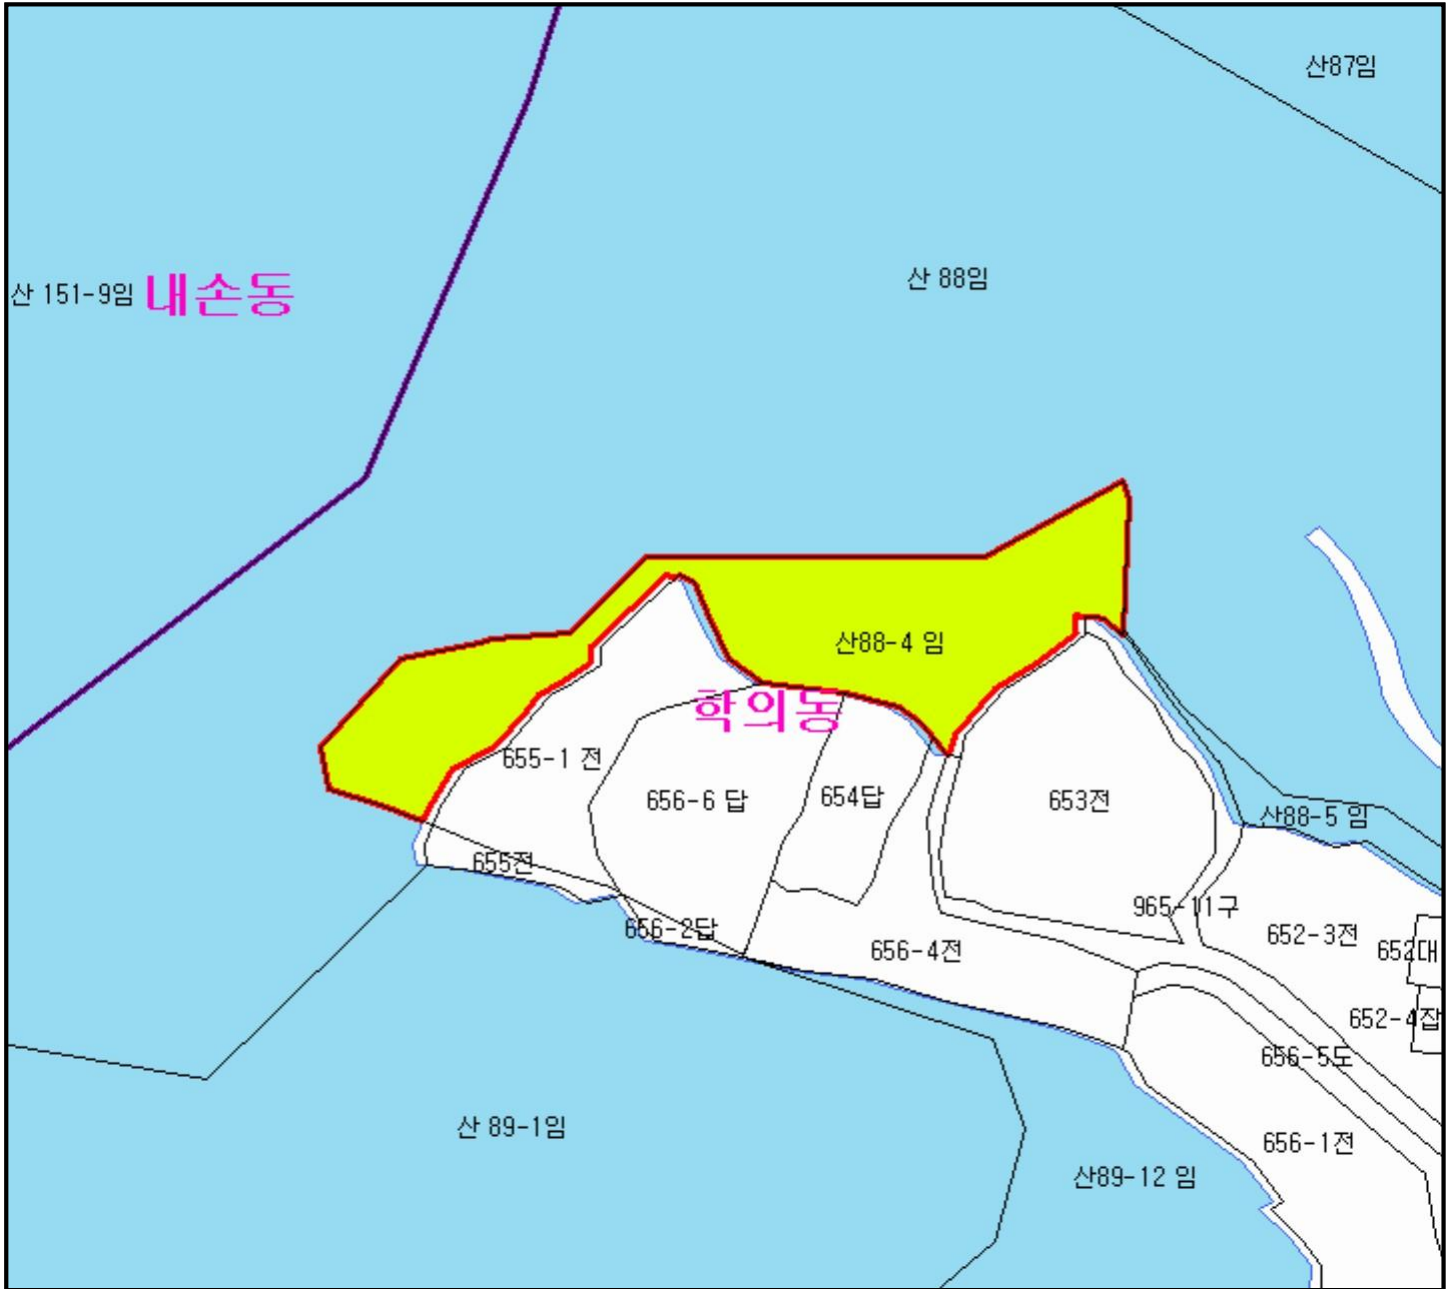 산87임
산 88임
산 151-9임
내손동
산88-4 임
학의동
655-1 전
656-6 답
654답
653전
산88-5 임
655전
965-11구
656-2답
652-3전
656-4전
652대
652-4잡
656-5도
산 89-1임
656-1전
산89-12 임